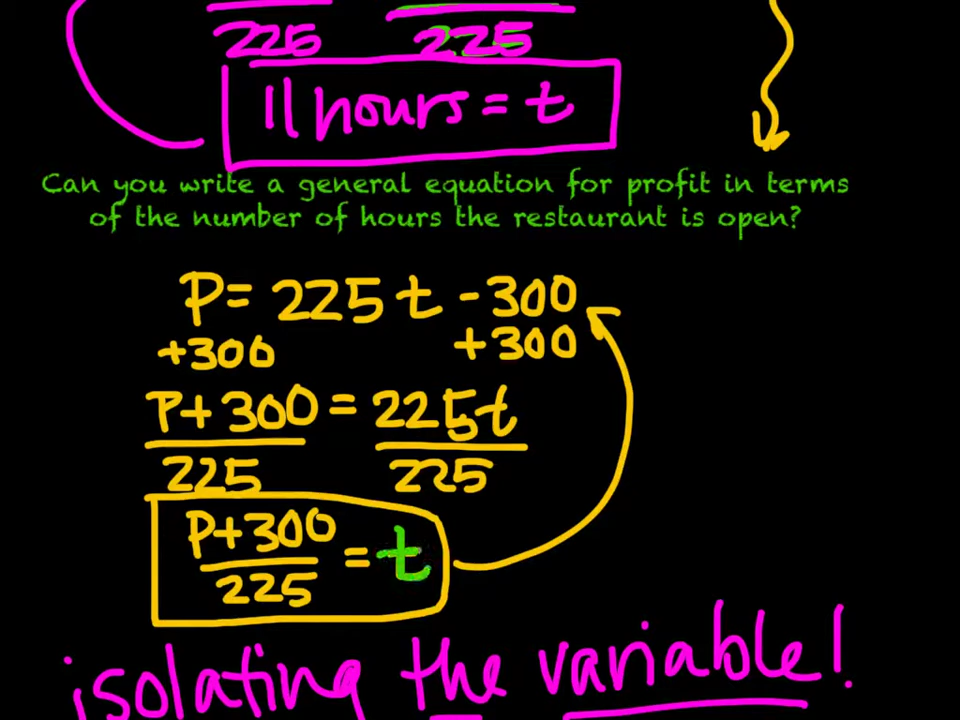 225 225
11 hours = t
Can you write a general equation for profit in terms
of the number of hours the restaurant is open?
P = 225 t - 300
+300 +300
P + 300 = 225t
225 225
P+300 = t
225
isolating the variable!